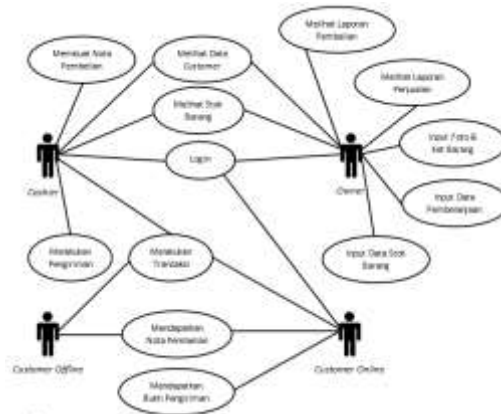 Membuat Nota
Pembelian
Melihat Data
Customer
Melihat Laporan
Pembelian
Melihat Stok
Barang
Melihat Laporan
Penjualan
Login
Input Foto &
Ket Barang
Cashier
Owner
Input Data
Pembelanjaan
Melakukan
Pengiriman
Melakukan
Transaksi
Input Data Stok
Barang
Customer Offline
Mendapatkan
Nota Pembelian
Customer Online
Mendapatkan
Bukti Pengiriman